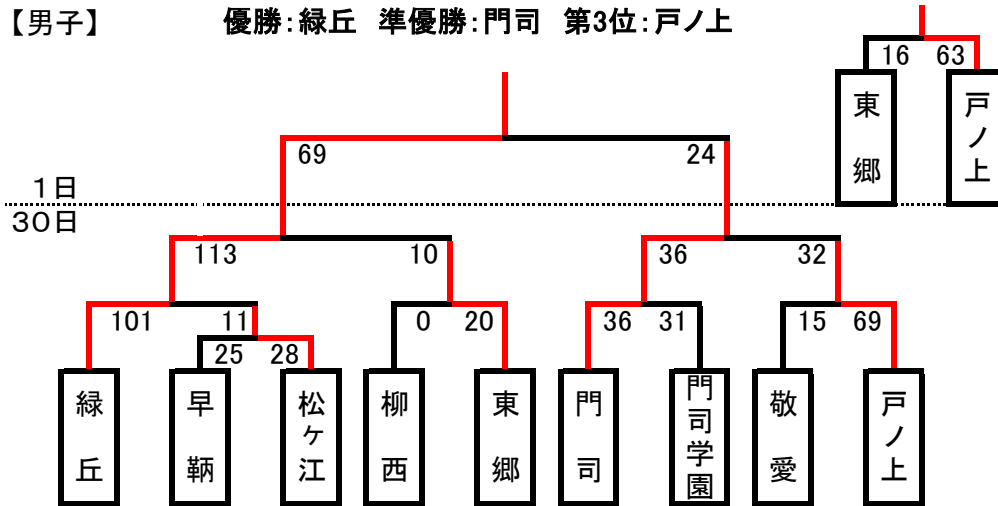 【男子】 優勝：緑丘 準優勝：門司 第3位：戸ノ上
16 63
東郷 戸ノ上
69 24
１日
３０日
113 10 36 32
101 11 0 20 36 31 15 69
25 28
緑丘 早鞆 松ヶ江 柳西 東郷 門司 門司学園 敬愛 戸ノ上